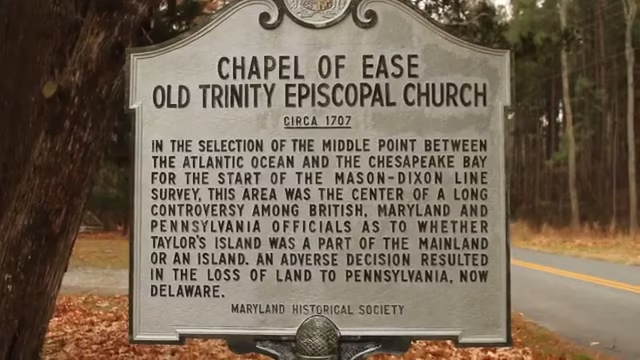 CHAPEL OF EASE
OLD TRINITY EPISCOPAL CHURCH
CIRCA 1707
IN THE SELECTION OF THE MIDDLE POINT BETWEEN
THE ATLANTIC OCEAN AND THE CHESAPEAKE BAY
FOR THE START OF THE MASON-DIXON LINE
SURVEY, THIS AREA WAS THE CENTER OF A LONG
CONTROVERSY AMONG BRITISH, MARYLAND AND
PENNSYLVANIA OFFICIALS AS TO WHETHER
TAYLOR'S ISLAND WAS A PART OF THE MAINLAND
OR AN ISLAND. AN ADVERSE DECISION RESULTED
IN THE LOSS OF LAND TO PENNSYLVANIA, NOW
DELAWARE.
MARYLAND HISTORICAL SOCIETY